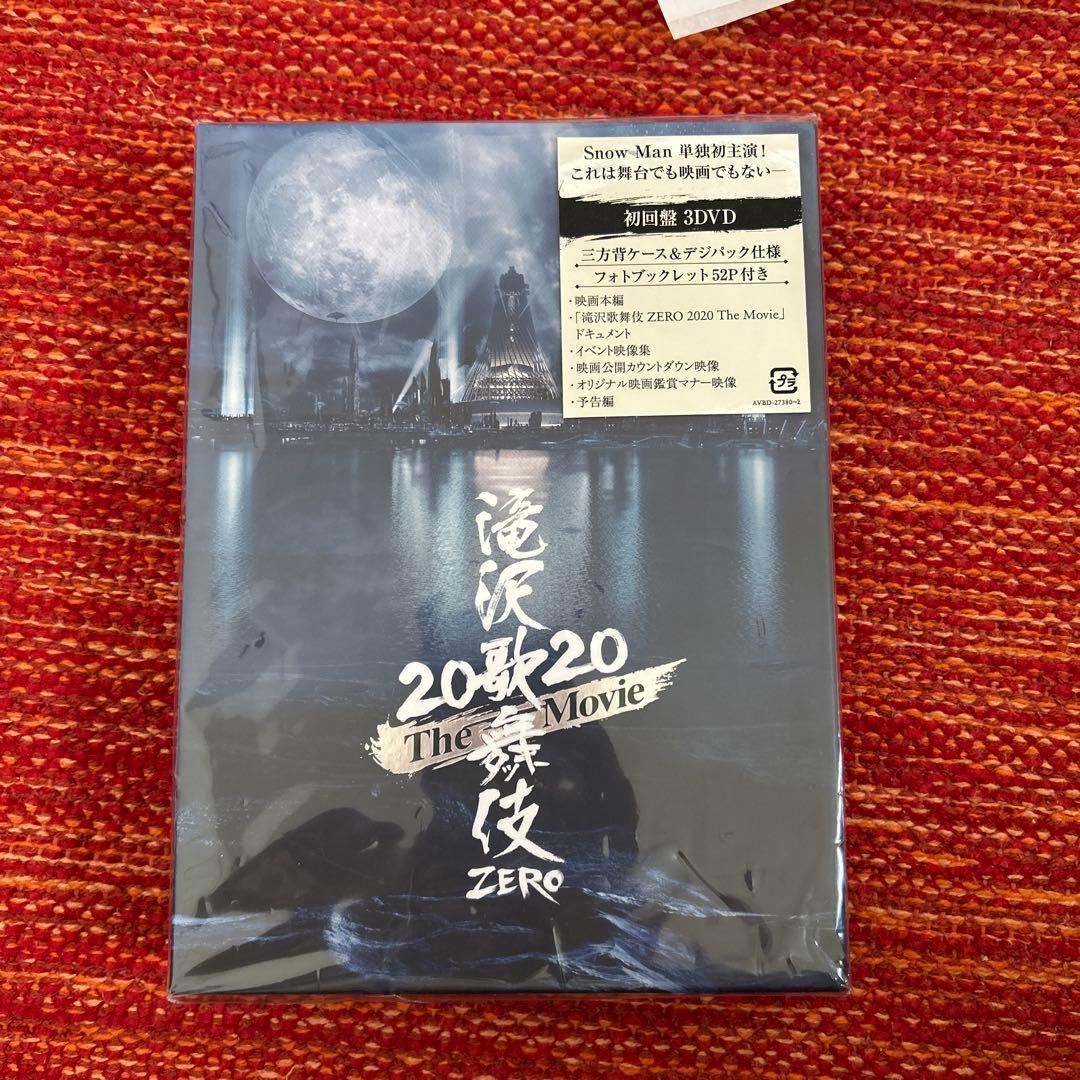 Snow Man 単独初主演！
これは舞台でも映画でもない―
初回盤 3DVD
三方背ケース＆デジパック仕様
フォトブックレット52P付き
・映画本編
・「滝沢歌舞伎 ZERO 2020 The Movie」
ドキュメント
・イベント映像集
・映画公開カウントダウン映像
・オリジナル映画鑑賞マナー映像
・予告編
プラ
AVBD-27380~2
滝沢歌舞伎
2020
The Movie
ZERO